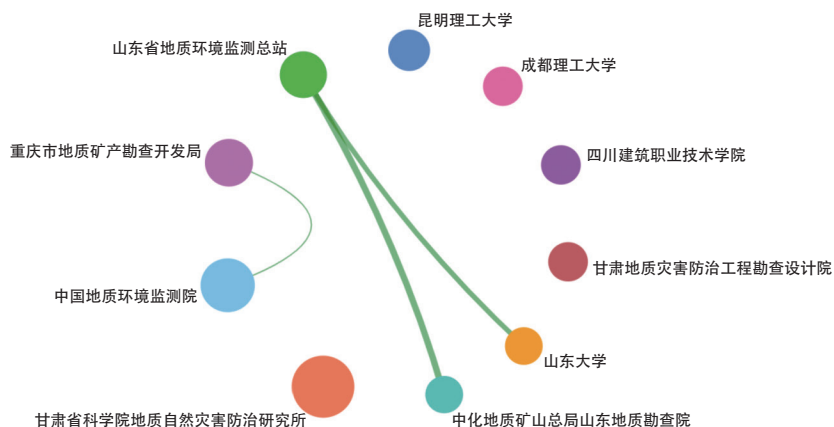 昆明理工大学
山东省地质环境监测总站
成都理工大学
重庆市地质矿产勘查开发局
四川建筑职业技术学院
甘肃地质灾害防治工程勘查设计院
中国地质环境监测院
山东大学
甘肃省科学院地质自然灾害防治研究所
中化地质矿山总局山东地质勘查院